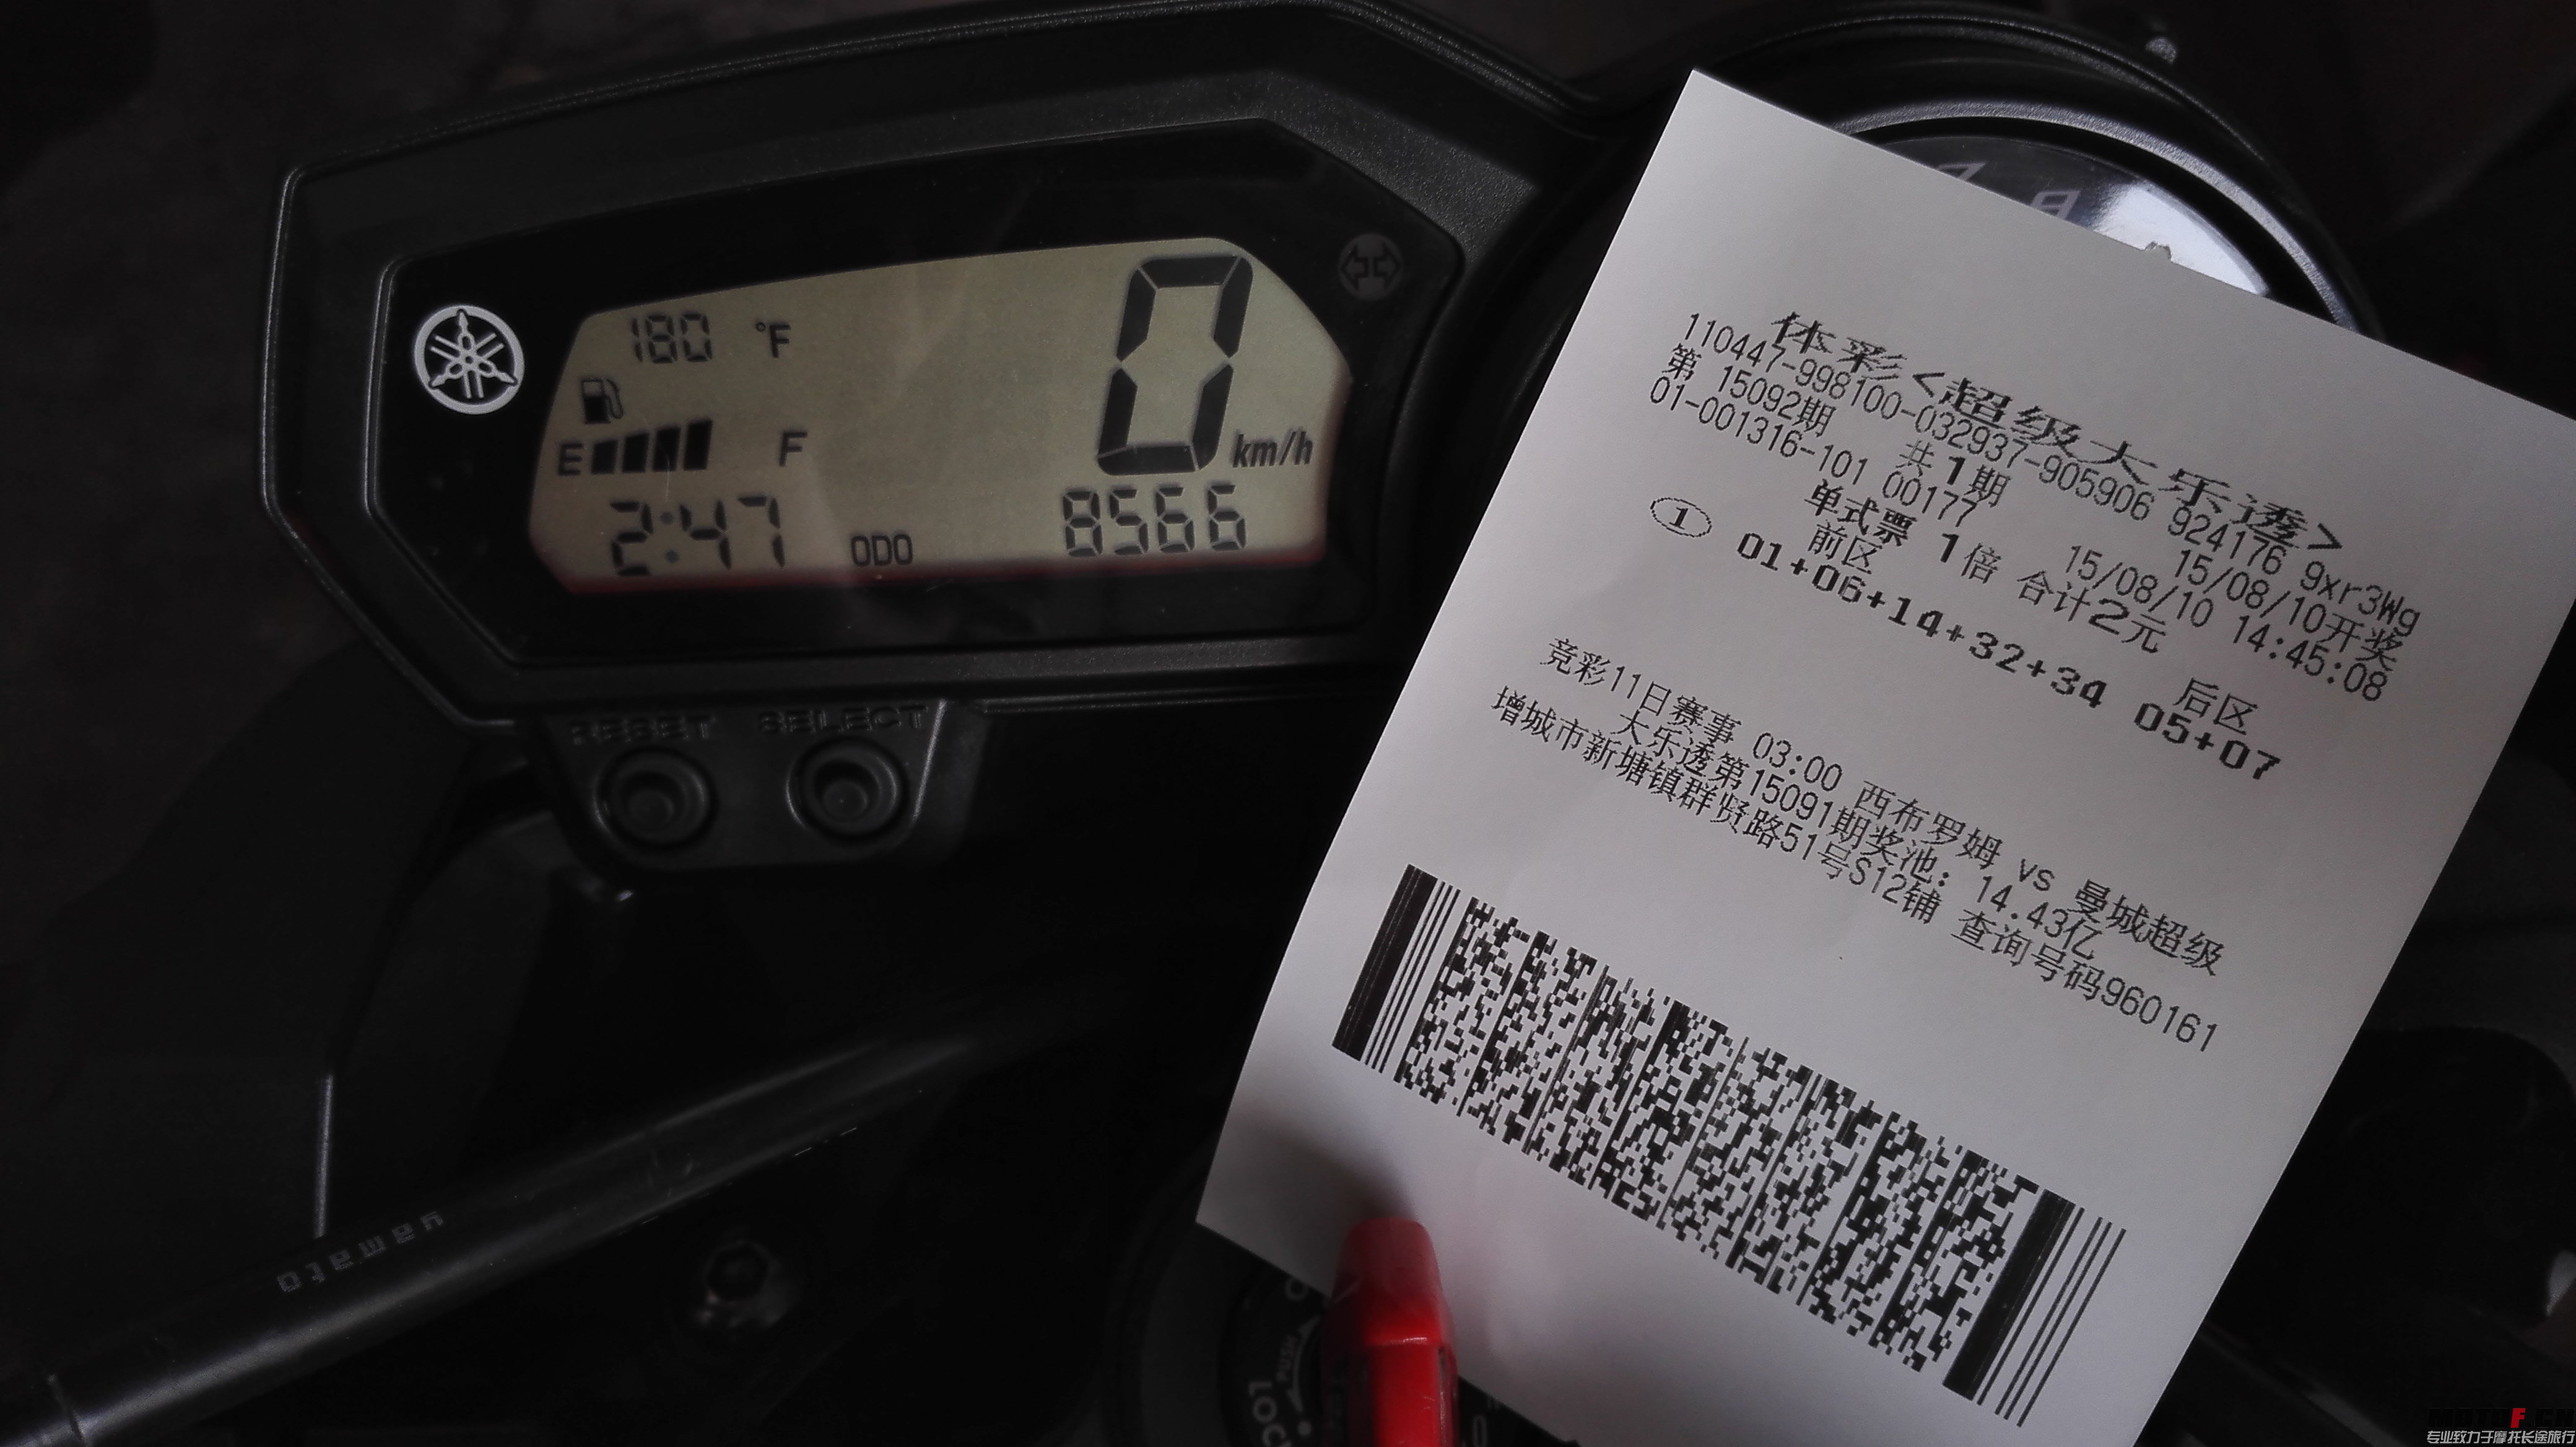 180 °F
E F
2:47 ODO 8566
0 km/h
RESET SELECT
7 8
体彩<超级大乐透>
110447-998100-032937-905906 924176 9xr3Wg
第 15092期 共1期 15/08/10开奖
01-001316-101 00177 15/08/10 14:45:08
单式票 1倍 合计2元
前区 后区
① 01+06+14+32+34 05+07
竞彩11日赛事 03:00 西布罗姆 vs 曼城超级
大乐透第15091期奖池: 14.43亿
增城市新塘镇群贤路51号S12铺 查询号码960161
PUSH
LOCK
专业致力于摩托长途旅行